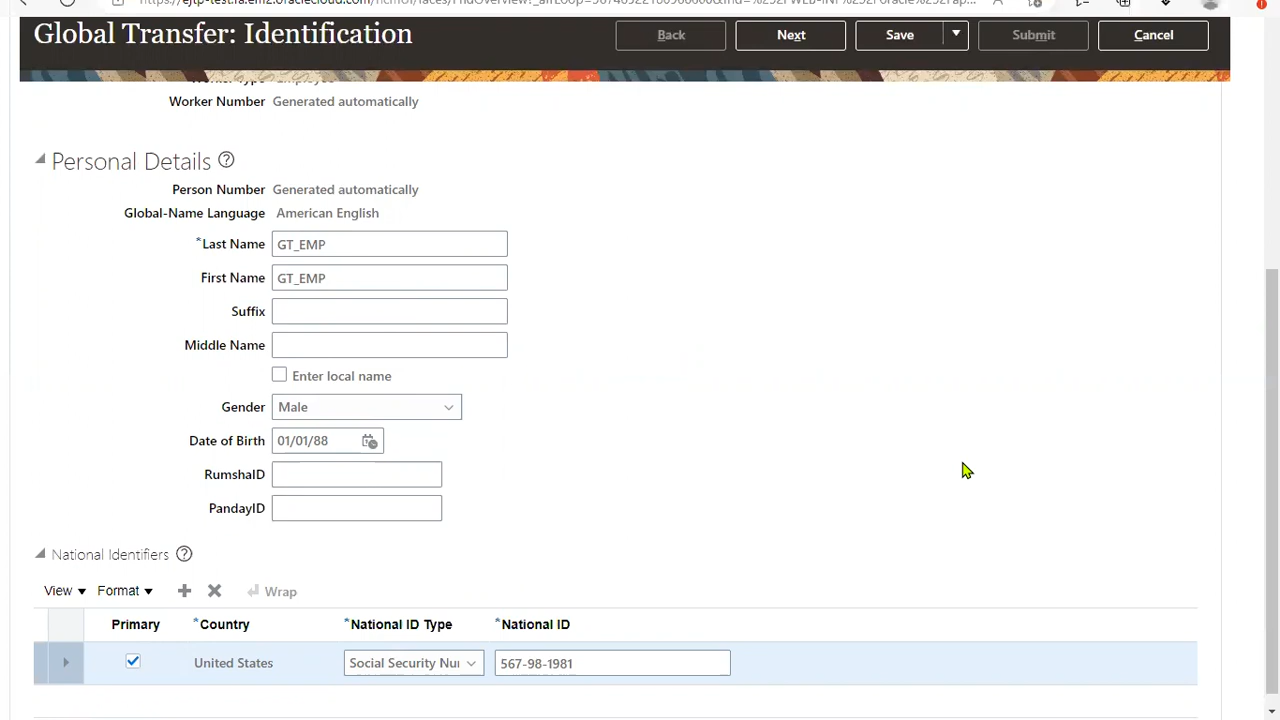 Global Transfer: Identification
Back
Next
Save
Submit
Cancel
Worker Number Generated automatically
Personal Details
Person Number Generated automatically
Global-Name Language American English
*Last Name GT_EMP
First Name GT_EMP
Suffix
Middle Name
Enter local name
Gender Male
Date of Birth 01/01/88
RumshaID
PandayID
National Identifiers
View Format Wrap
Primary *Country *National ID Type *National ID
United States Social Security Nu 567-98-1981